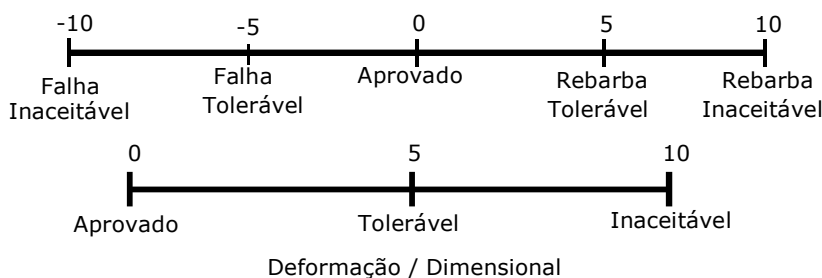 -10 -5 0 5 10
Falha Inaceitável Falha Tolerável Aprovado Rebarba Tolerável Rebarba Inaceitável
0 5 10
Aprovado Tolerável Inaceitável
Deformação / Dimensional